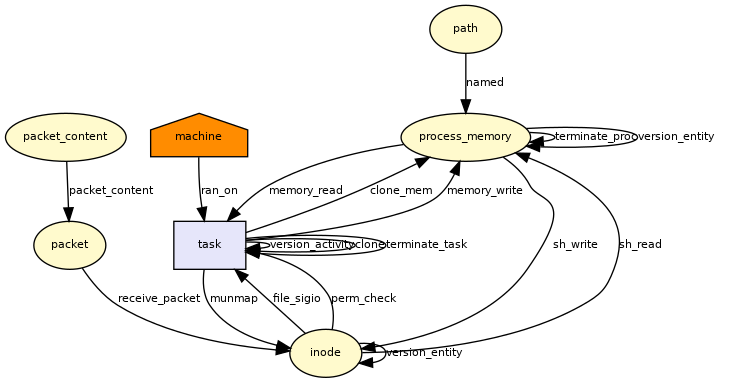 path
named
packet_content
machine
process_memory
terminate_proc
version_entity
packet_content
ran_on
memory_read
clone_mem
memory_write
packet
task
version_activity
clone
terminate_task
sh_write
sh_read
receive_packet
munmap
file_sigio
perm_check
inode
version_entity